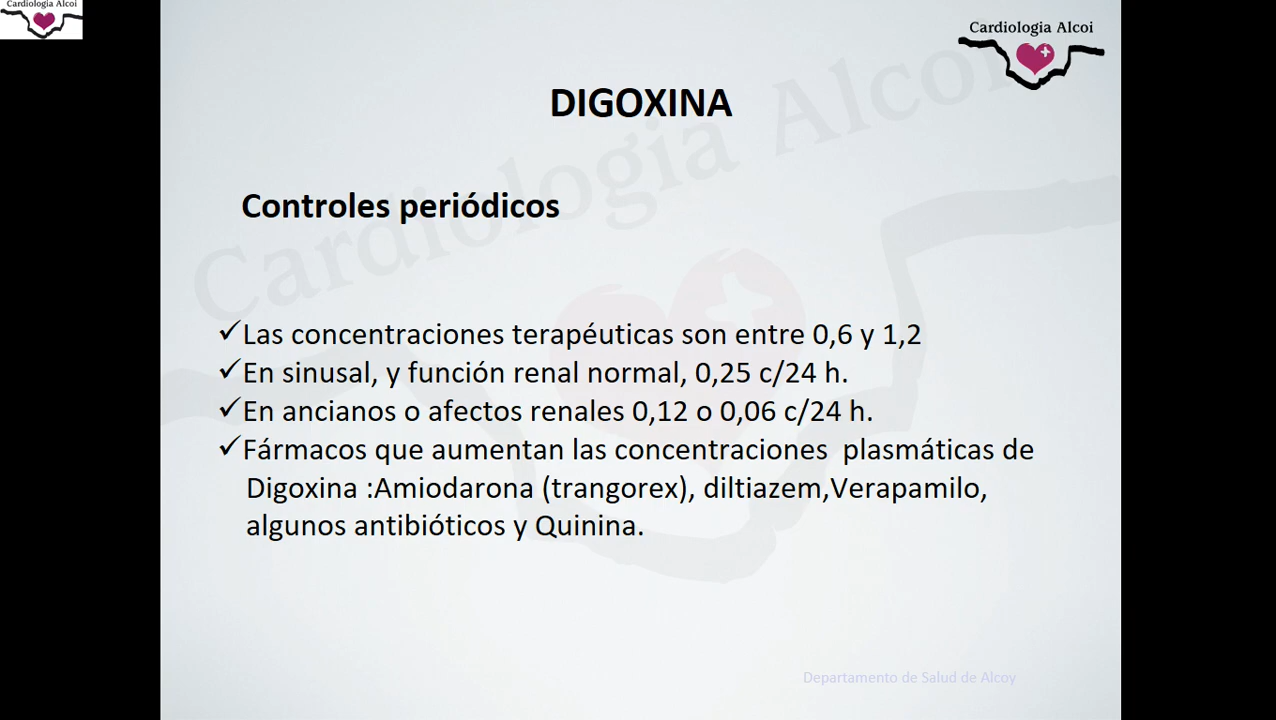 Cardiologia Alcoi
Cardiologia Alcoi
DIGOXINA
Cardiologia Alcoi
Controles periódicos
✓Las concentraciones terapéuticas son entre 0,6 y 1,2
✓En sinusal, y función renal normal, 0,25 c/24 h.
✓En ancianos o afectos renales 0,12 o 0,06 c/24 h.
✓Fármacos que aumentan las concentraciones  plasmáticas de
Digoxina :Amiodarona (trangorex), diltiazem,Verapamilo,
algunos antibióticos y Quinina.
Departamento de Salud de Alcoy